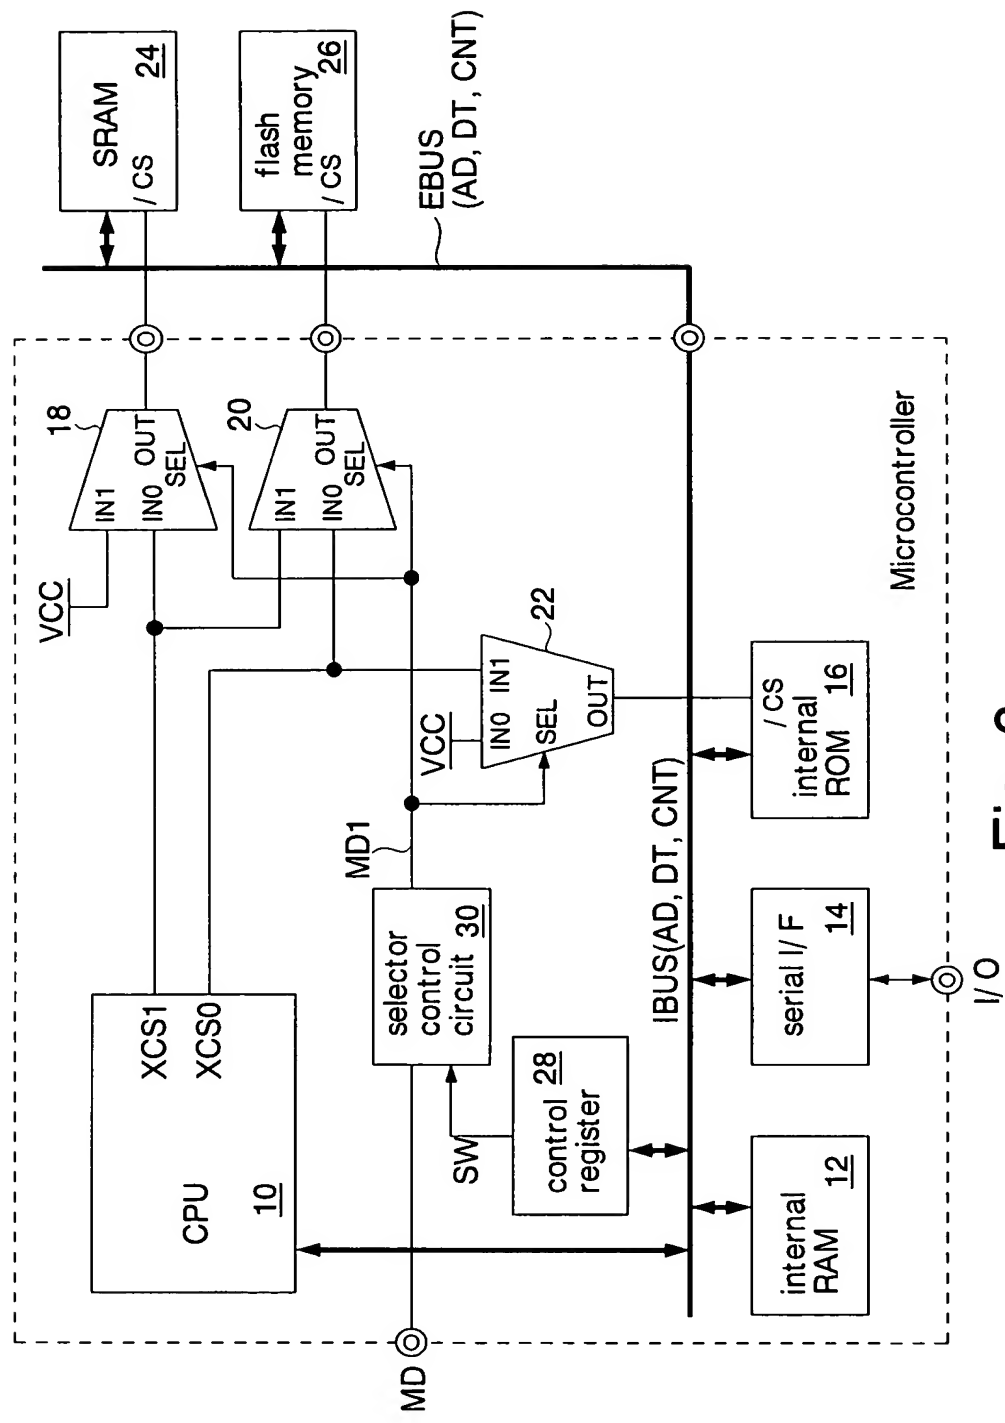 MD
CPU
10
XCS1
XCS0
VCC
IN1
IN0
OUT
SEL
18
SRAM
/CS
24
IN1
IN0
OUT
SEL
20
flash
memory
/CS
26
EBUS
(AD, DT, CNT)
selector
control
circuit
30
MD1
VCC
IN0
IN1
SEL
OUT
22
SW
control
register
28
IBUS(AD, DT, CNT)
internal
RAM
12
serial I/F
14
I/O
/CS
internal
ROM
16
Microcontroller